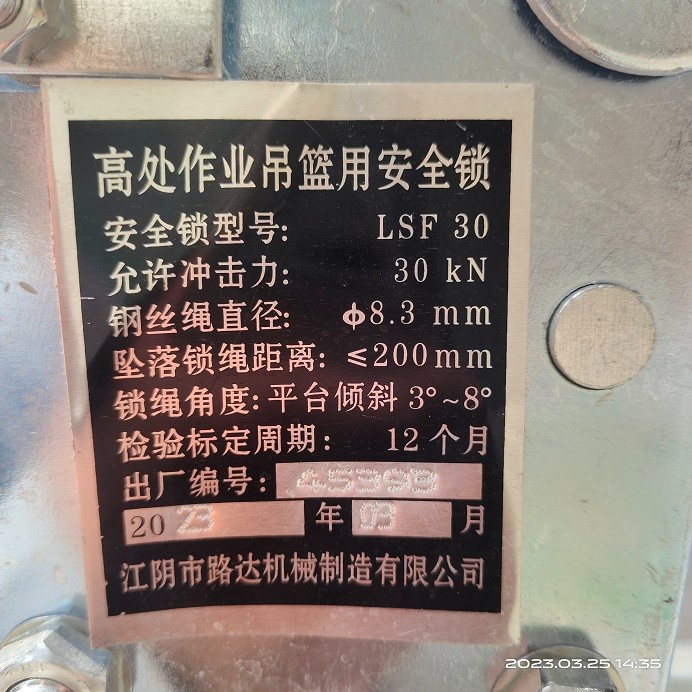 高处作业吊篮用安全锁
安全锁型号: LSF 30
允许冲击力: 30 kN
钢丝绳直径: ф8.3 mm
坠落锁绳距离: ≤200mm
锁绳角度: 平台倾斜 3°~8°
检验标定周期: 12 个月
出厂编号: 45399
2023 年 03 月
江阴市路达机械制造有限公司
2023.03.25 14:35